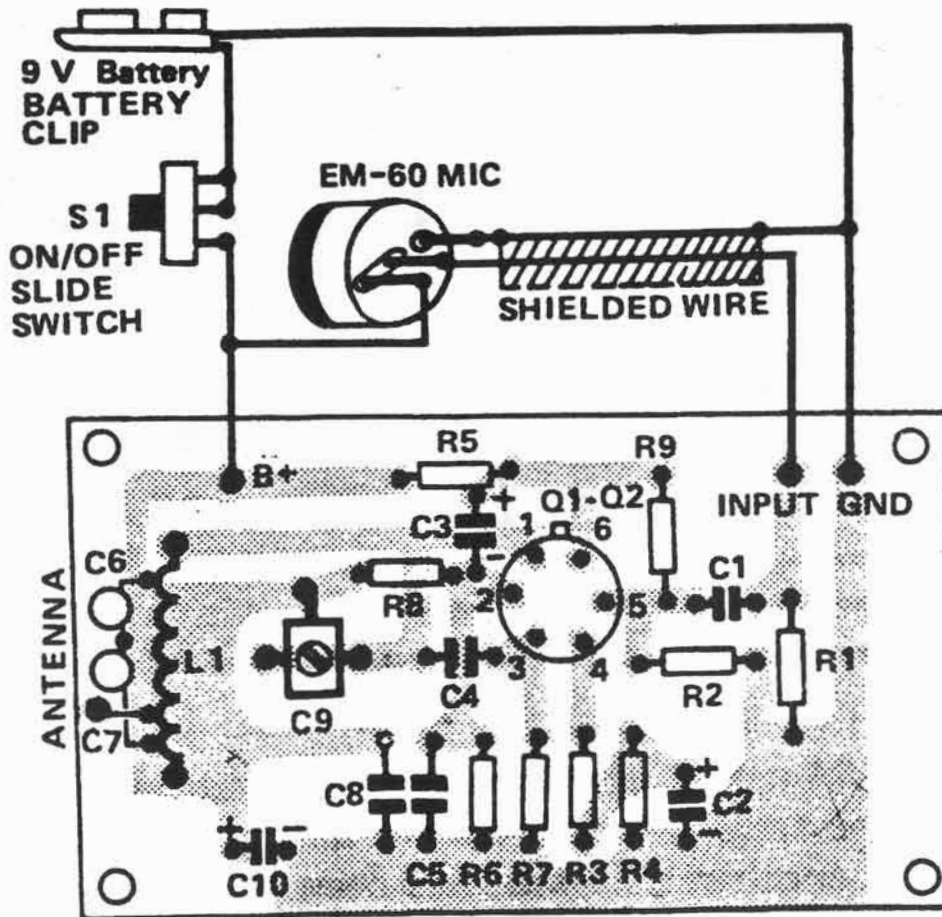 9 V Battery
BATTERY
CLIP
EM-60 MIC
S1
ON/OFF
SLIDE
SWITCH
SHIELDED WIRE
B+
R5
R9
INPUT GND
+
Q1-Q2
C3
1
6
-
C6
R8
2
5
C1
ANTENNA
L1
3
4
R2
R1
C4
C9
C7
C8
+
C2
-
+
-
C10
C5 R6 R7 R3 R4